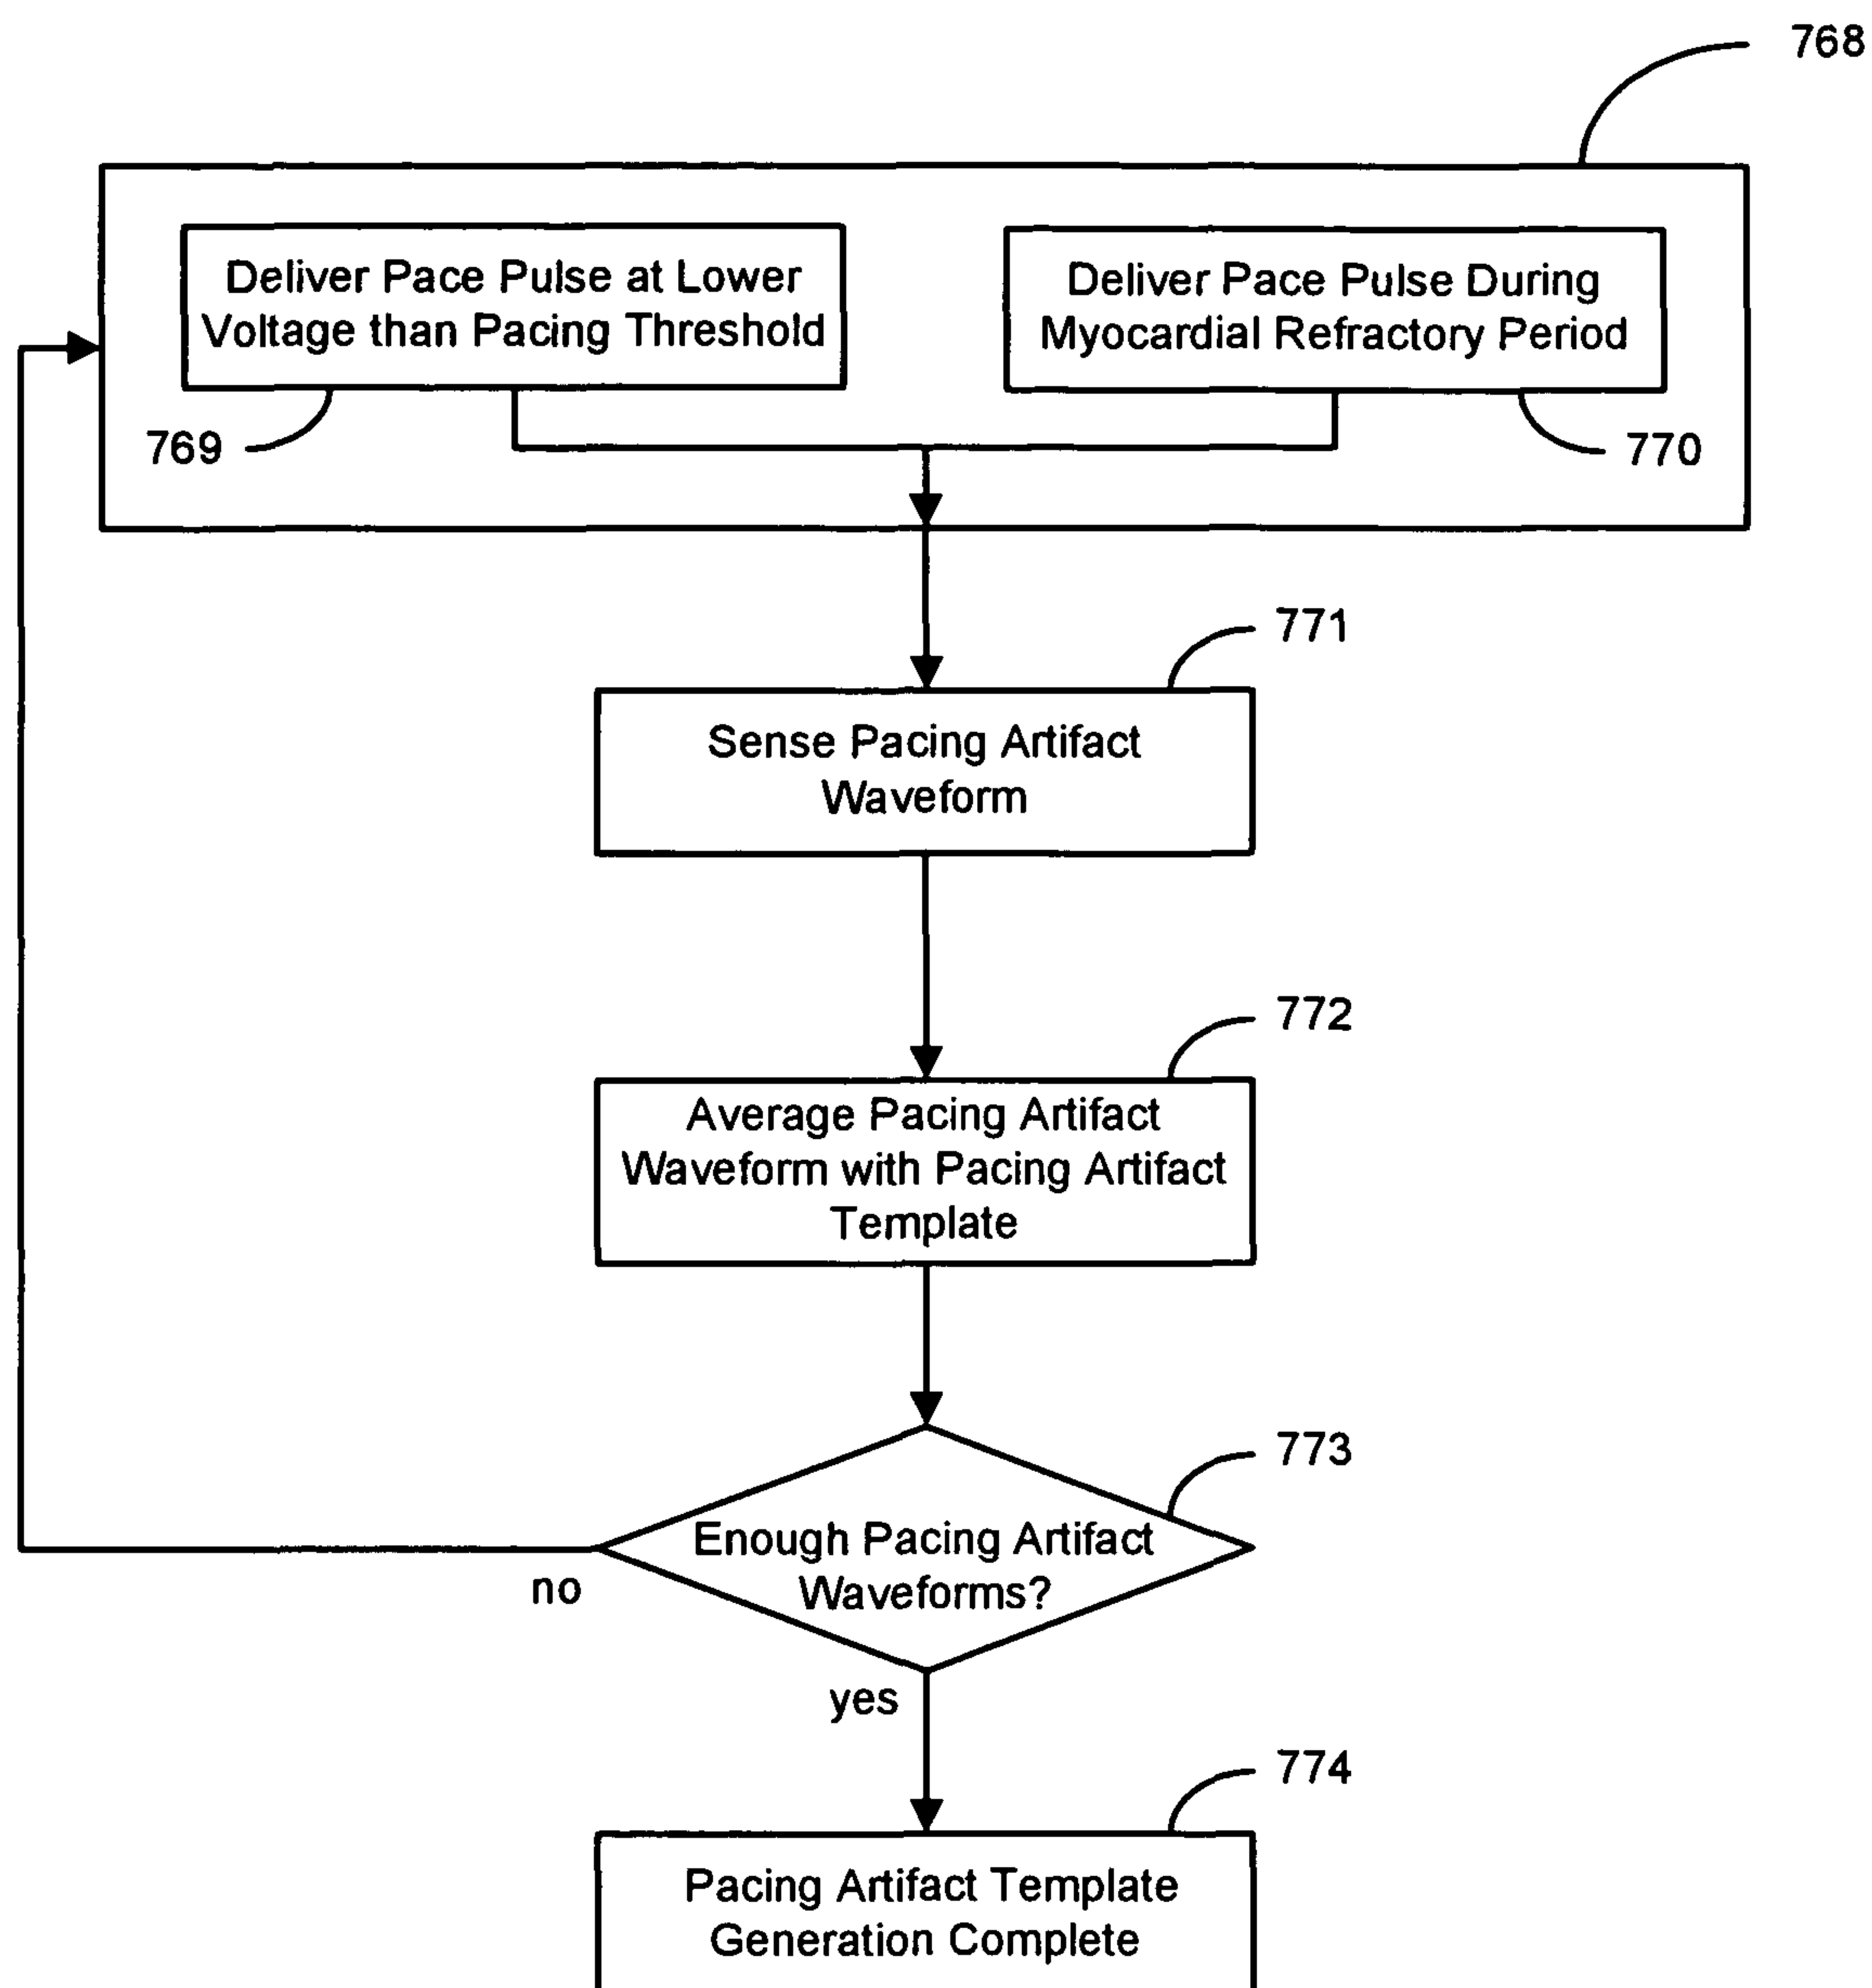 768
Deliver Pace Pulse at Lower
Voltage than Pacing Threshold
Deliver Pace Pulse During
Myocardial Refractory Period
769
770
771
Sense Pacing Artifact
Waveform
772
Average Pacing Artifact
Waveform with Pacing Artifact
Template
773
Enough Pacing Artifact
Waveforms?
no
yes
774
Pacing Artifact Template
Generation Complete